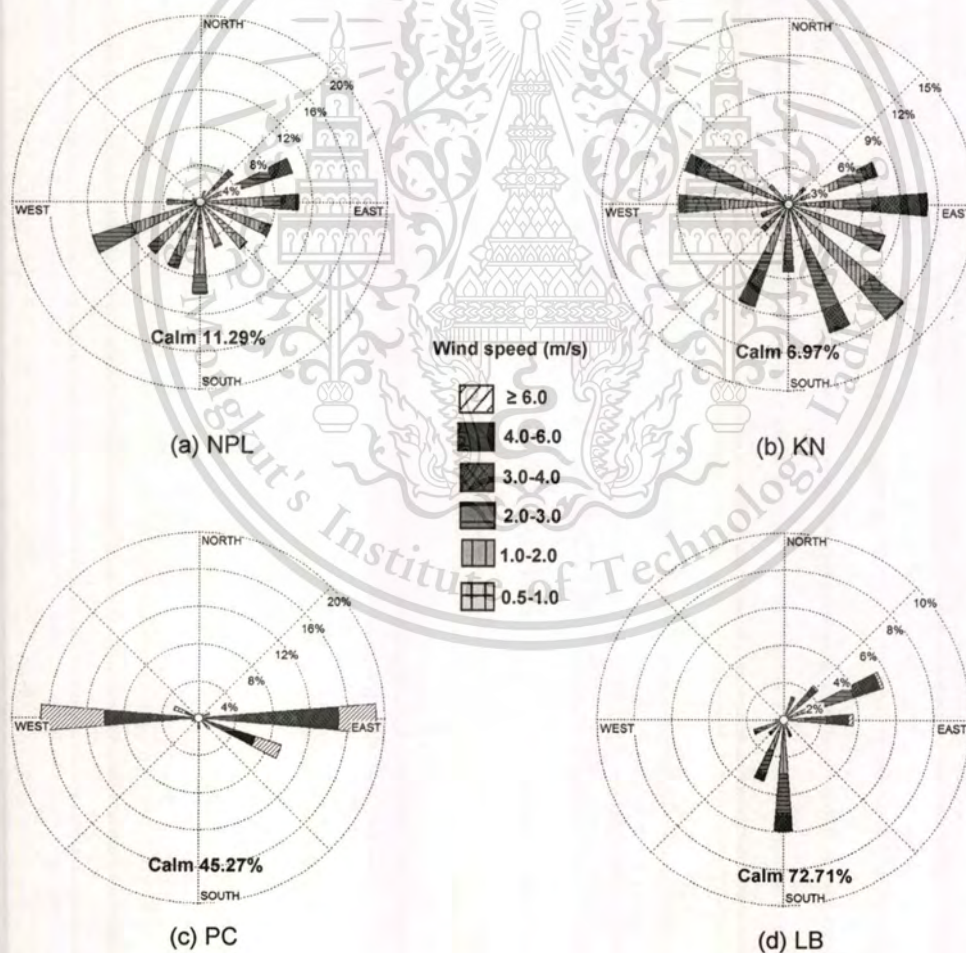 NORTH
20%
16%
12%
8%
4%
WEST
EAST
Calm 11.29%
SOUTH
(a) NPL
NORTH
15%
12%
9%
6%
3%
WEST
EAST
Calm 6.97%
SOUTH
(b) KN
Wind speed (m/s)
≥ 6.0
4.0-6.0
3.0-4.0
2.0-3.0
1.0-2.0
0.5-1.0
NORTH
20%
16%
12%
8%
4%
WEST
EAST
Calm 45.27%
SOUTH
(c) PC
NORTH
10%
8%
6%
4%
2%
WEST
EAST
Calm 72.71%
SOUTH
(d) LB
Mongkut's Institute of Technology